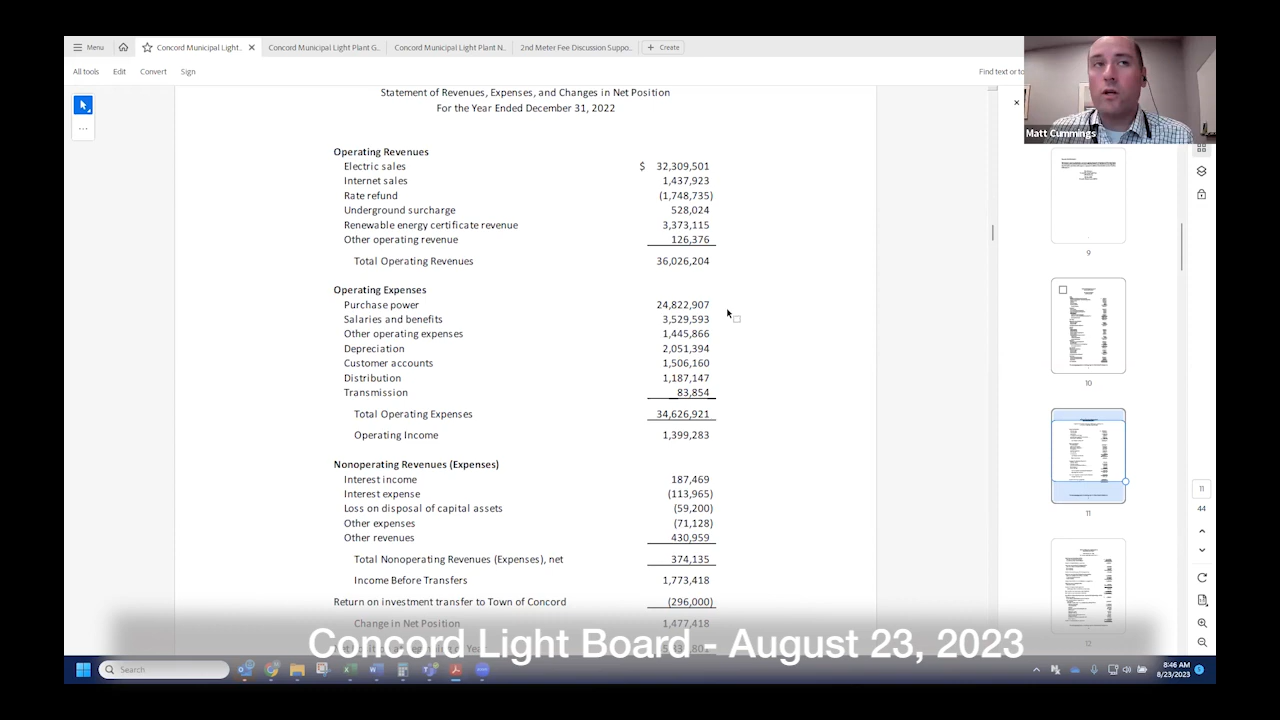 Menu
Concord Municipal Light.. ×
Concord Municipal Light Plant G..
Concord Municipal Light Plant N..
2nd Meter Fee Discussion Suppo..
+ Create
All tools Edit Convert Sign
Find text or to
Matt Cummings
Statement of Revenues, Expenses, and Changes in Net Position
For the Year Ended December 31, 2022
Operating Revenues
Electric sales $ 32,309,501
Internet sales 1,437,923
Rate refund (1,748,735)
Underground surcharge 528,024
Renewable energy certificate revenue 3,373,115
Other operating revenue 126,376
Total Operating Revenues 36,026,204
Operating Expenses
Purchase power 24,822,907
Salaries and benefits 3,529,593
Other operating expenses 1,445,866
Depreciation 2,051,394
Customer accounts 1,506,160
Distribution 1,187,147
Transmission 83,854
Total Operating Expenses 34,626,921
Operating Income 1,399,283
Nonoperating Revenues (Expenses)
Interest income 187,469
Interest expense (113,965)
Loss on disposal of capital assets (59,200)
Other expenses (71,128)
Other revenues 430,959
Total Nonoperating Revenues (Expenses), net 374,135
Income Before Transfers 1,773,418
Return on investment transfer to Town of (296,000)
Change in Net Position 1,477,418
9
10
11
12
11
44
Concord Light Board - August 23, 2023
Search
8:46 AM
8/23/2023